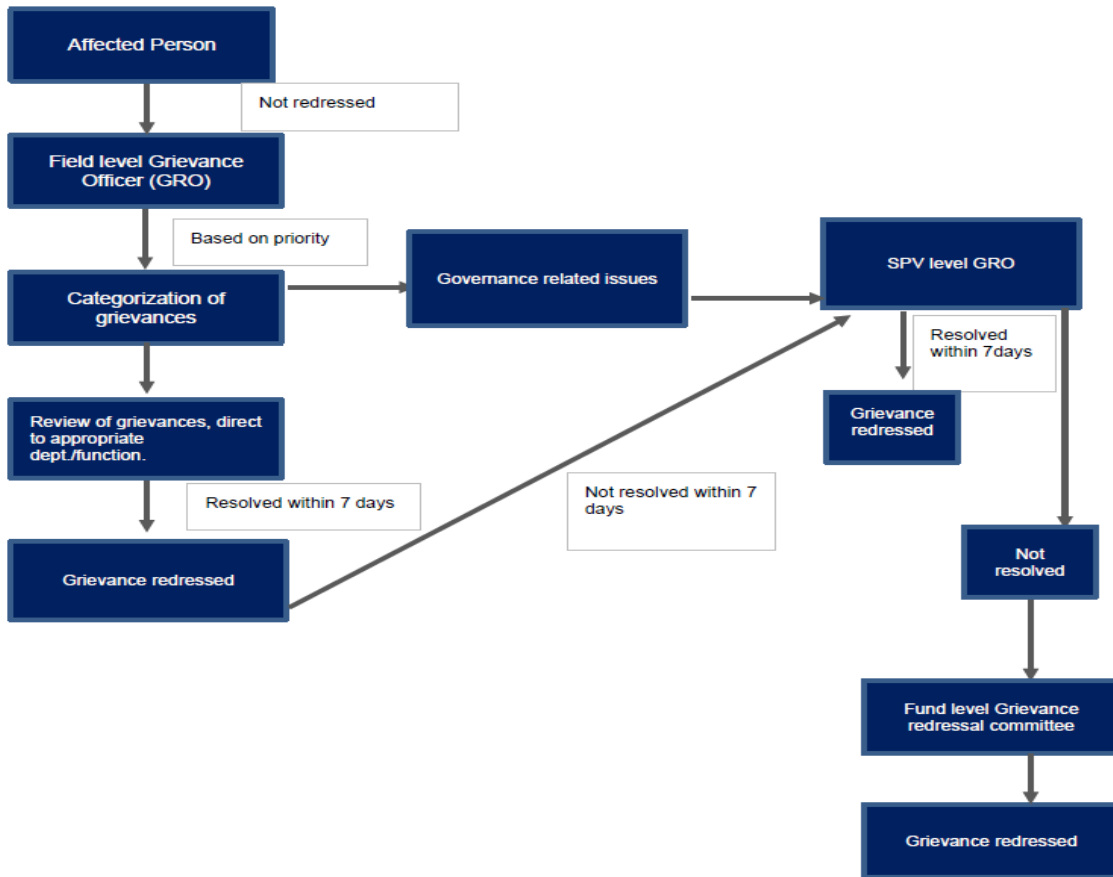 Affected Person
Not redressed
Field level Grievance
Officer (GRO)
Based on priority
Categorization of
grievances
Governance related issues
SPV level GRO
Resolved
within 7days
Grievance
redressed
Review of grievances, direct
to appropriate
dept./function.
Resolved within 7 days
Not resolved within 7
days
Grievance redressed
Not
resolved
Fund level Grievance
redressal committee
Grievance redressed